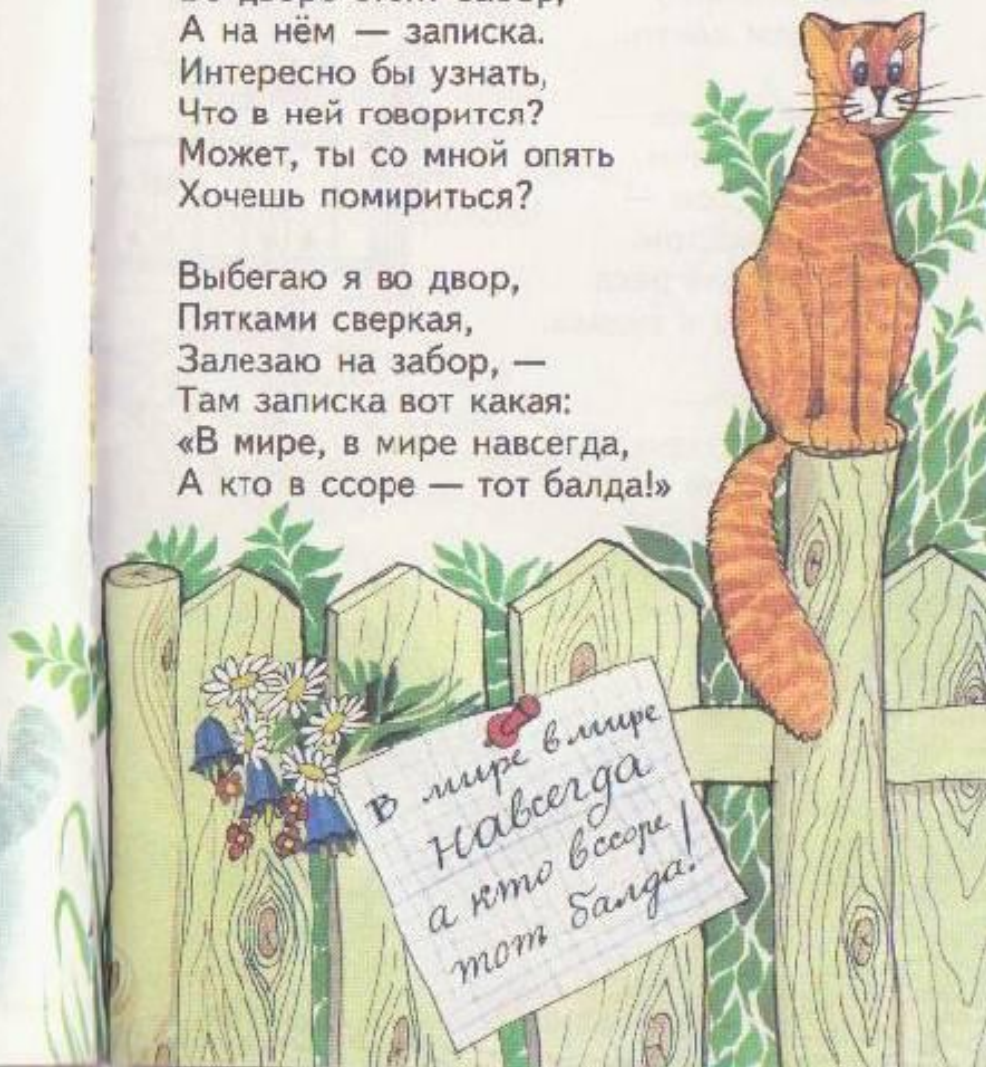 А на нём — записка.
Интересно бы узнать,
Что в ней говорится?
Может, ты со мной опять
Хочешь помириться?
Выбегаю я во двор,
Пятками сверкая,
Залезаю на забор, —
Там записка вот какая:
«В мире, в мире навсегда,
А кто в ссоре — тот балда!»
В мире в мире
навсегда
а кто в ссоре
тот балда!